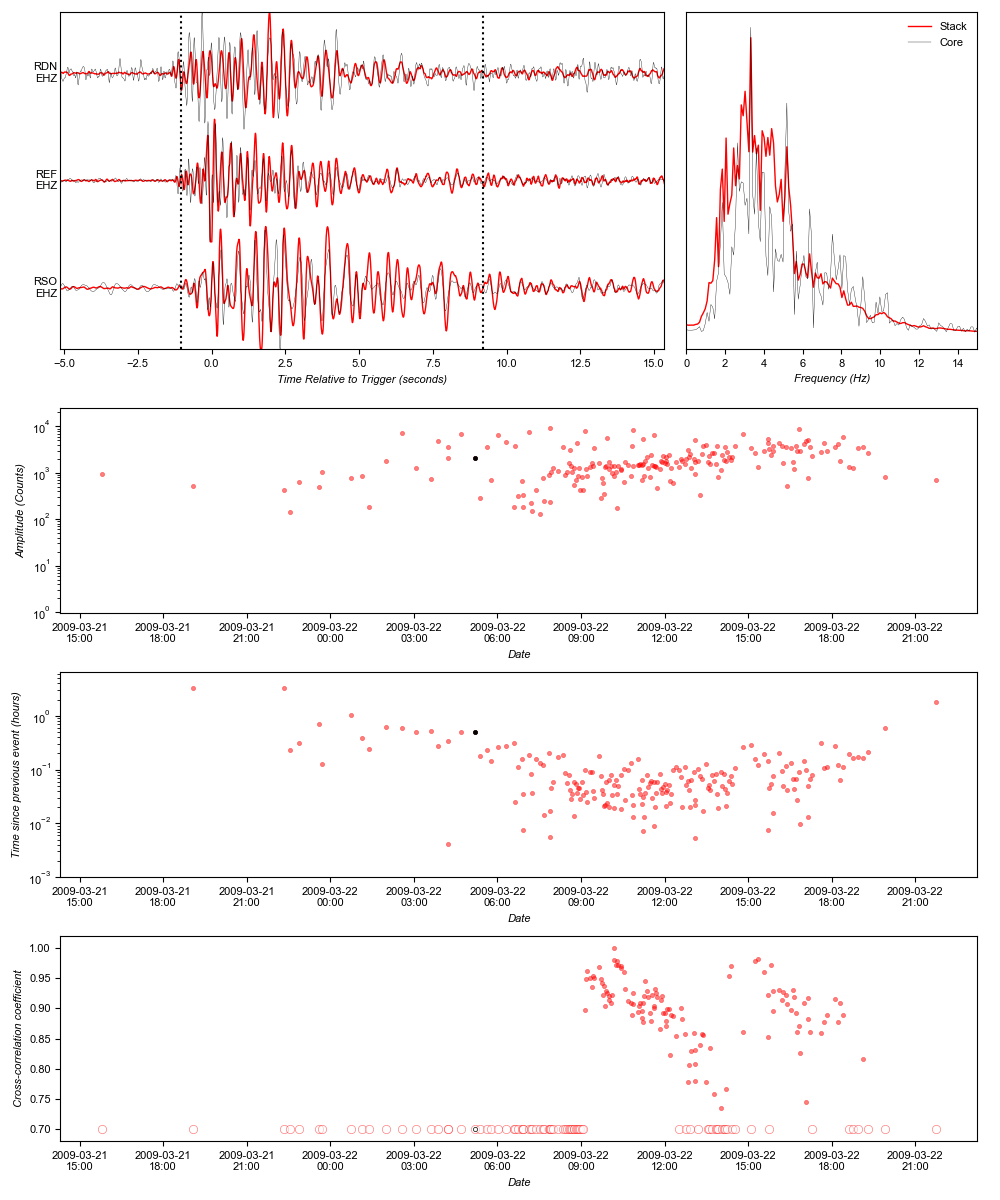 RDN
EHZ
REF
EHZ
RSO
EHZ
−5.0 −2.5 0.0 2.5 5.0 7.5 10.0 12.5 15.0
Time Relative to Trigger (seconds)
Stack
Core
0 2 4 6 8 10 12 14
Frequency (Hz)
Amplitude (Counts)
10⁴
10³
10²
10¹
10⁰
2009-03-21 2009-03-21 2009-03-21 2009-03-22 2009-03-22 2009-03-22 2009-03-22 2009-03-22 2009-03-22 2009-03-22 2009-03-22
15:00 18:00 21:00 00:00 03:00 06:00 09:00 12:00 15:00 18:00 21:00
Date
Time since previous event (hours)
10⁰
10⁻¹
10⁻²
10⁻³
2009-03-21 2009-03-21 2009-03-21 2009-03-22 2009-03-22 2009-03-22 2009-03-22 2009-03-22 2009-03-22 2009-03-22 2009-03-22
15:00 18:00 21:00 00:00 03:00 06:00 09:00 12:00 15:00 18:00 21:00
Date
Cross-correlation coefficient
1.00
0.95
0.90
0.85
0.80
0.75
0.70
2009-03-21 2009-03-21 2009-03-21 2009-03-22 2009-03-22 2009-03-22 2009-03-22 2009-03-22 2009-03-22 2009-03-22 2009-03-22
15:00 18:00 21:00 00:00 03:00 06:00 09:00 12:00 15:00 18:00 21:00
Date